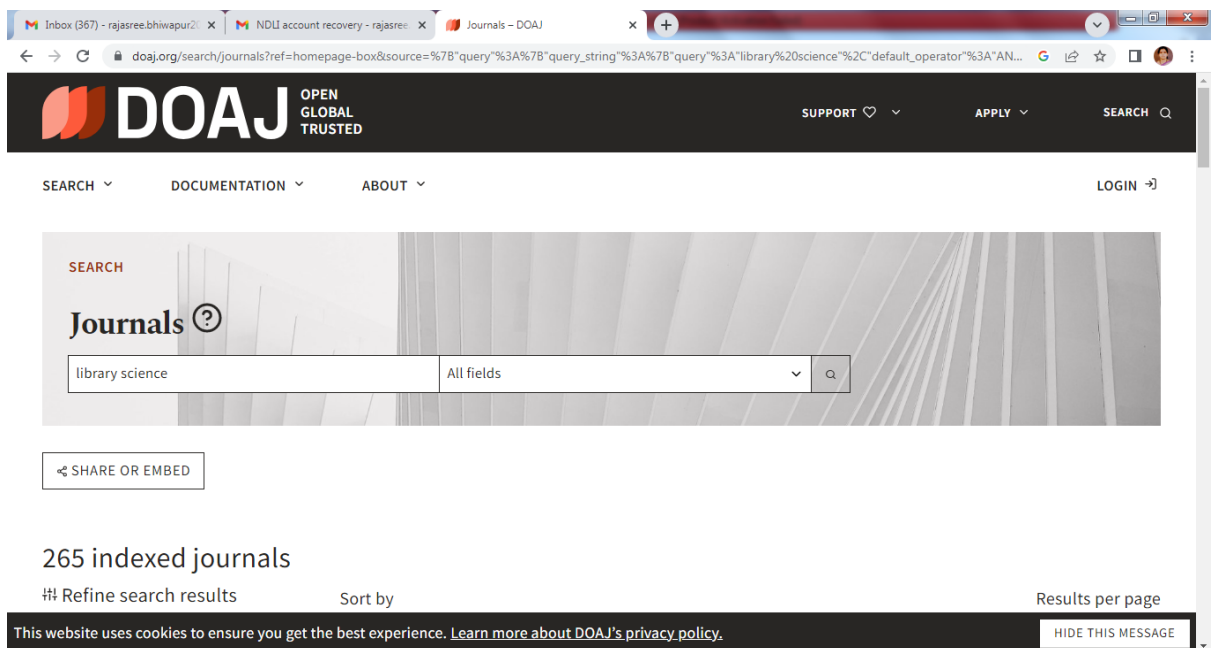 Inbox (367) - rajasree.bhiwapur20
NDLI account recovery - rajasree
Journals – DOAJ
doaj.org/search/journals?ref=homepage-box&source=%7B"query"%3A%7B"query_string"%3A%7B"query"%3A"library%20science"%2C"default_operator"%3A"AN...
DOAJ
OPEN
GLOBAL
TRUSTED
SUPPORT
APPLY
SEARCH
SEARCH
DOCUMENTATION
ABOUT
LOGIN
SEARCH
Journals
library science
All fields
SHARE OR EMBED
265 indexed journals
Refine search results
Sort by
Results per page
This website uses cookies to ensure you get the best experience. Learn more about DOAJ's privacy policy.
HIDE THIS MESSAGE